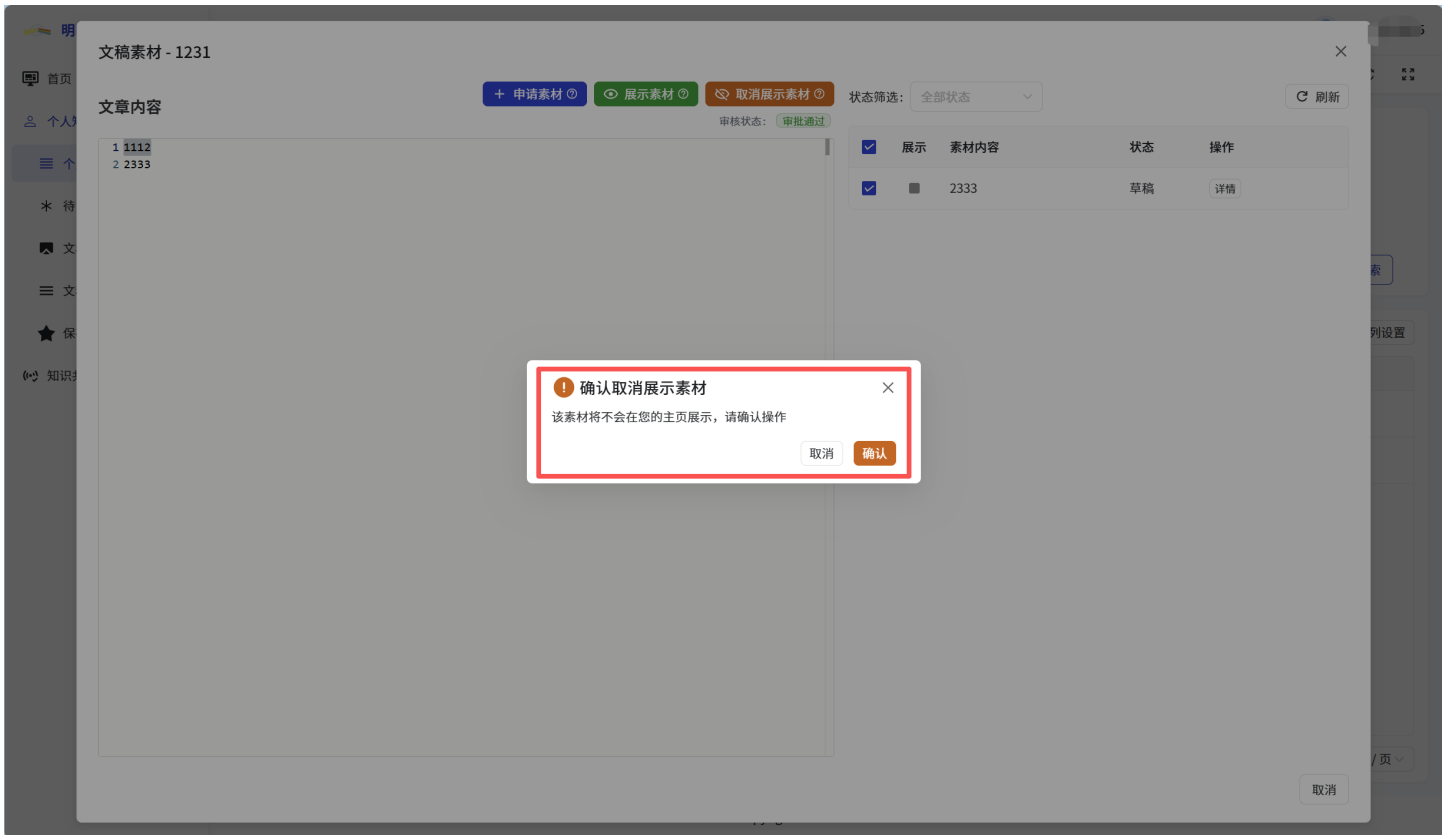 明
首页
个人知
个
待
文
文
保
知识共
文稿素材 - 1231
文章内容
申请素材
展示素材
取消展示素材
审核状态： 审批通过
1 1112
2 2333
状态筛选： 全部状态
刷新
展示 素材内容 状态 操作
2333 草稿 详情
确认取消展示素材
该素材将不会在您的主页展示，请确认操作
取消 确认
索
列设置
/ 页
取消